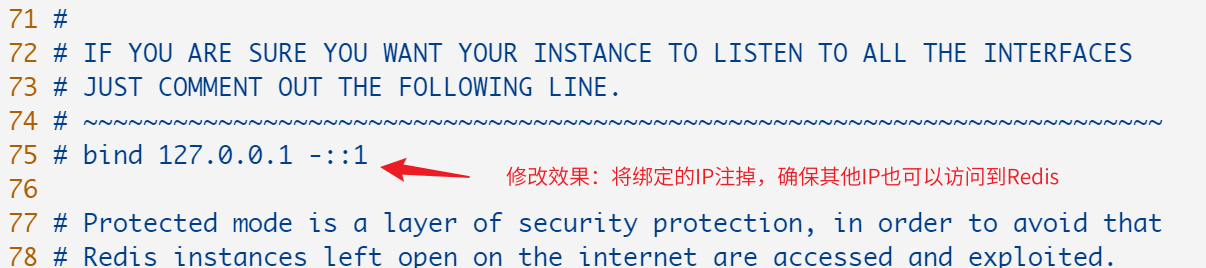 71 #
72 # IF YOU ARE SURE YOU WANT YOUR INSTANCE TO LISTEN TO ALL THE INTERFACES
73 # JUST COMMENT OUT THE FOLLOWING LINE.
74 # ~~~~~~~~~~~~~~~~~~~~~~~~~~~~~~~~~~~~~~~~~~~~~~~~~~~~~~~~~~~~~~~~~~~~~~~~
75 # bind 127.0.0.1 -::1
修改效果：将绑定的IP注掉，确保其他IP也可以访问到Redis
76
77 # Protected mode is a layer of security protection, in order to avoid that
78 # Redis instances left open on the internet are accessed and exploited.